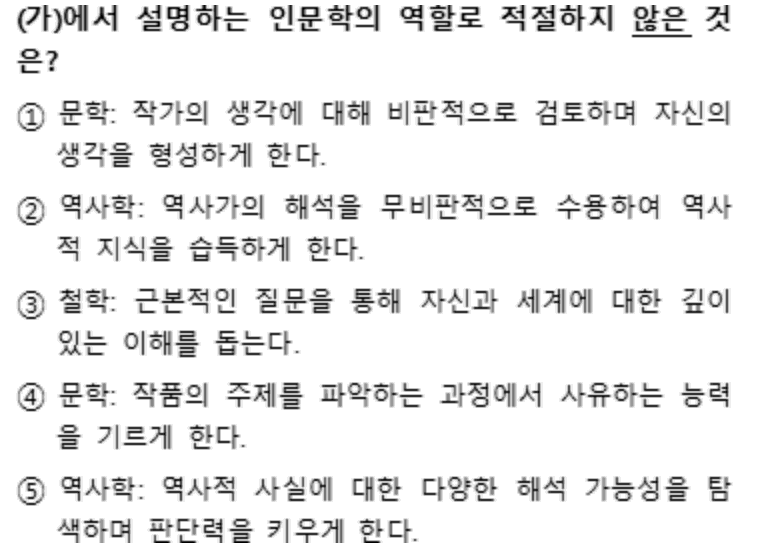 (가)에서 설명하는 인문학의 역할로 적절하지 않은 것
은?
① 문학: 작가의 생각에 대해 비판적으로 검토하며 자신의
생각을 형성하게 한다.
② 역사학: 역사가의 해석을 무비판적으로 수용하여 역사
적 지식을 습득하게 한다.
③ 철학: 근본적인 질문을 통해 자신과 세계에 대한 깊이
있는 이해를 돕는다.
④ 문학: 작품의 주제를 파악하는 과정에서 사유하는 능력
을 기르게 한다.
⑤ 역사학: 역사적 사실에 대한 다양한 해석 가능성을 탐
색하며 판단력을 키우게 한다.